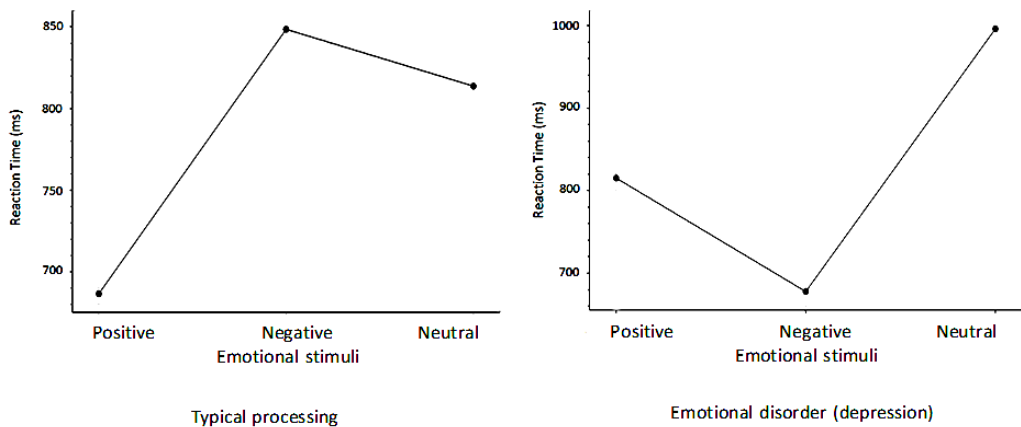 850
800
750
700
Reaction Time (ms)
Positive Negative Neutral
Emotional stimuli
Typical processing
1000
900
800
700
Reaction Time (ms)
Positive Negative Neutral
Emotional stimuli
Emotional disorder (depression)